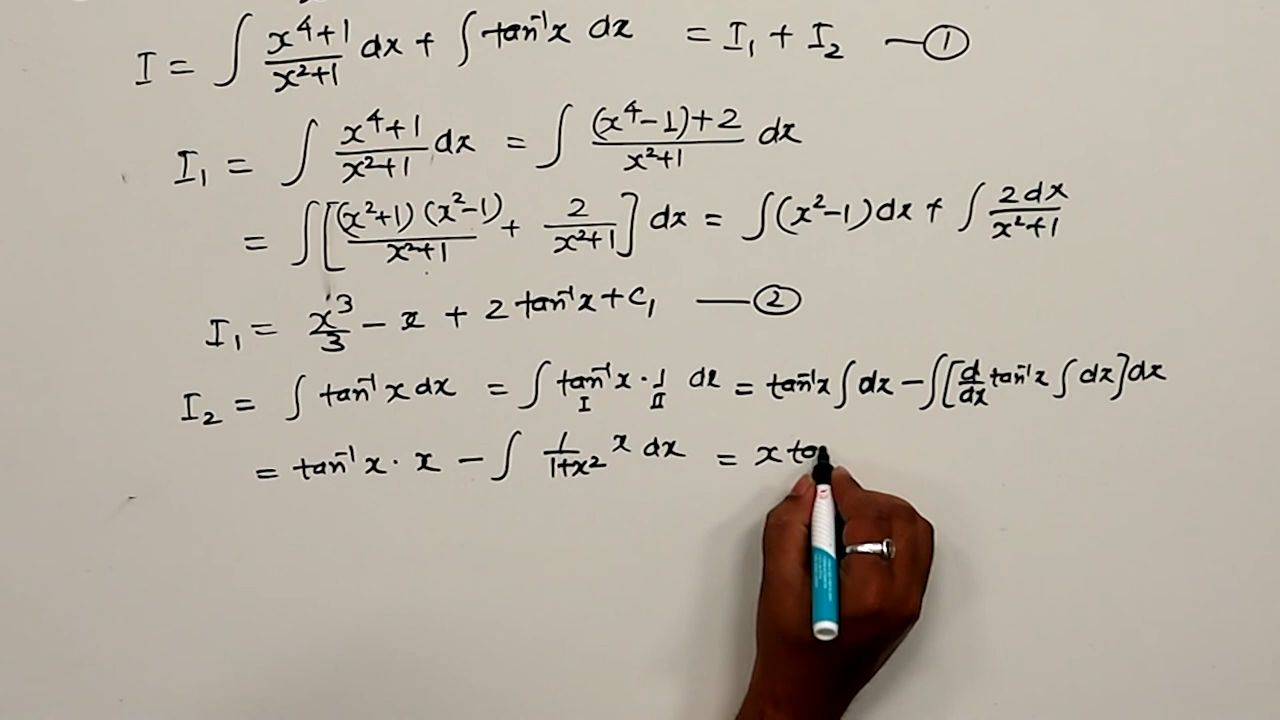 I = ∫ x⁴+1/x²+1 dx + ∫ tan⁻¹x dx = I₁ + I₂ —①
I₁ = ∫ x⁴+1/x²+1 dx = ∫ (x⁴-1)+2/x²+1 dx
= ∫[(x²+1)(x²-1)/x²+1 + 2/x²+1] dx = ∫(x²-1)dx + ∫ 2dx/x²+1
I₁ = x³/3 - x + 2 tan⁻¹x + C₁ —②
I₂ = ∫ tan⁻¹x dx = ∫ tan⁻¹x · 1 dx = tan⁻¹x ∫ dx - ∫[d/dx tan⁻¹x ∫ dx] dx
I II
= tan⁻¹x · x - ∫ 1/1+x² x dx = x ta